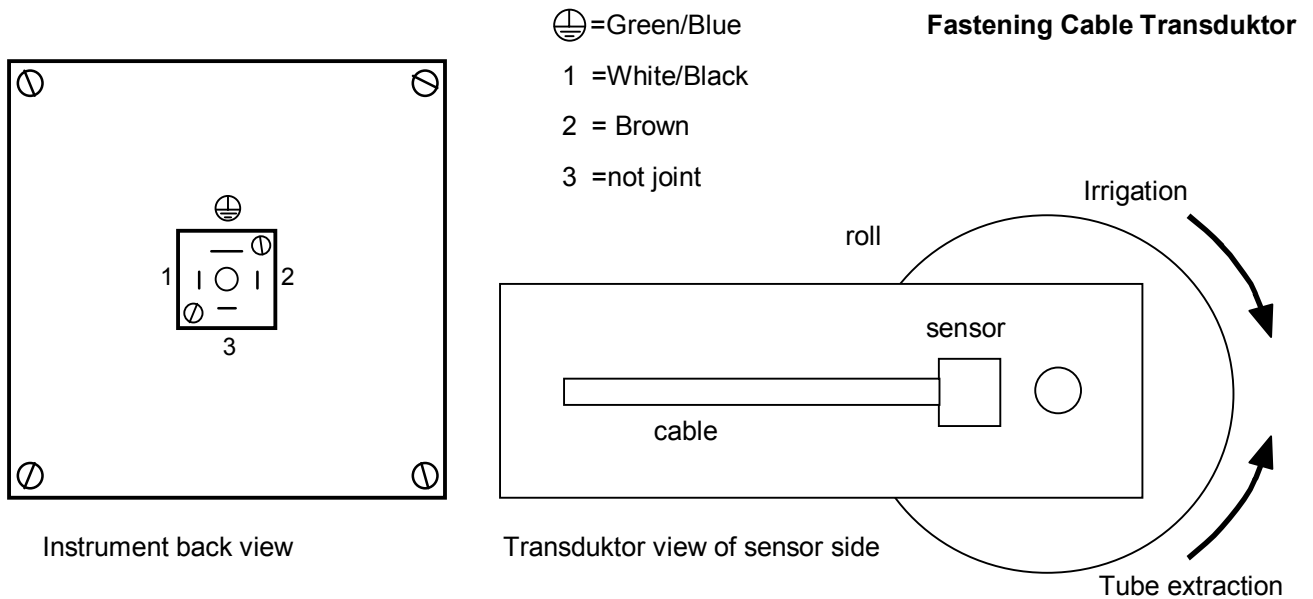 ⏚=Green/Blue
Fastening Cable Transduktor
1 =White/Black
2 = Brown
3 =not joint
1
2
3
Irrigation
roll
sensor
cable
Instrument back view
Transduktor view of sensor side
Tube extraction